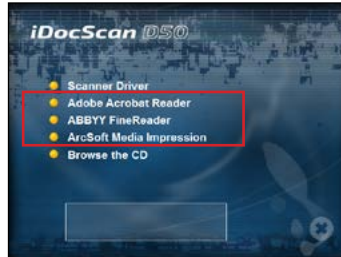 iDocScan D50
Scanner Driver
Adobe Acrobat Reader
ABBYY FineReader
ArcSoft Media Impression
Browse the CD